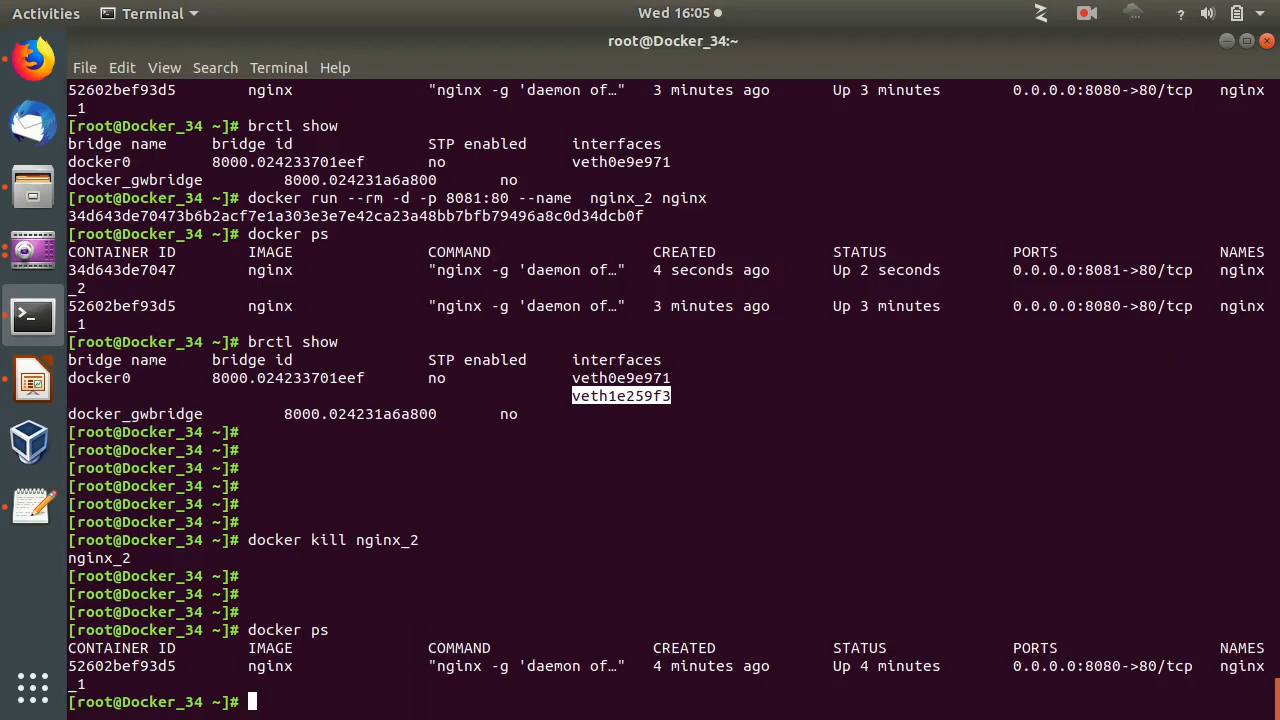 Activities Terminal Wed 16:05 ?
root@Docker_34:~
File Edit View Search Terminal Help
52602bef93d5 nginx "nginx -g 'daemon of…" 3 minutes ago Up 3 minutes 0.0.0.0:8080->80/tcp nginx
_1
[root@Docker_34 ~]# brctl show
bridge name bridge id STP enabled interfaces
docker0 8000.024233701eef no veth0e9e971
docker_gwbridge 8000.024231a6a800 no
[root@Docker_34 ~]# docker run --rm -d -p 8081:80 --name  nginx_2 nginx
34d643de70473b6b2acf7e1a303e3e7e42ca23a48bb7bfb79496a8c0d34dcb0f
[root@Docker_34 ~]# docker ps
CONTAINER ID IMAGE COMMAND CREATED STATUS PORTS NAMES
34d643de7047 nginx "nginx -g 'daemon of…" 4 seconds ago Up 2 seconds 0.0.0.0:8081->80/tcp nginx
_2
52602bef93d5 nginx "nginx -g 'daemon of…" 3 minutes ago Up 3 minutes 0.0.0.0:8080->80/tcp nginx
_1
[root@Docker_34 ~]# brctl show
bridge name bridge id STP enabled interfaces
docker0 8000.024233701eef no veth0e9e971
veth1e259f3
docker_gwbridge 8000.024231a6a800 no
[root@Docker_34 ~]#
[root@Docker_34 ~]#
[root@Docker_34 ~]#
[root@Docker_34 ~]#
[root@Docker_34 ~]#
[root@Docker_34 ~]#
[root@Docker_34 ~]# docker kill nginx_2
nginx_2
[root@Docker_34 ~]#
[root@Docker_34 ~]#
[root@Docker_34 ~]#
[root@Docker_34 ~]# docker ps
CONTAINER ID IMAGE COMMAND CREATED STATUS PORTS NAMES
52602bef93d5 nginx "nginx -g 'daemon of…" 4 minutes ago Up 4 minutes 0.0.0.0:8080->80/tcp nginx
_1
[root@Docker_34 ~]#